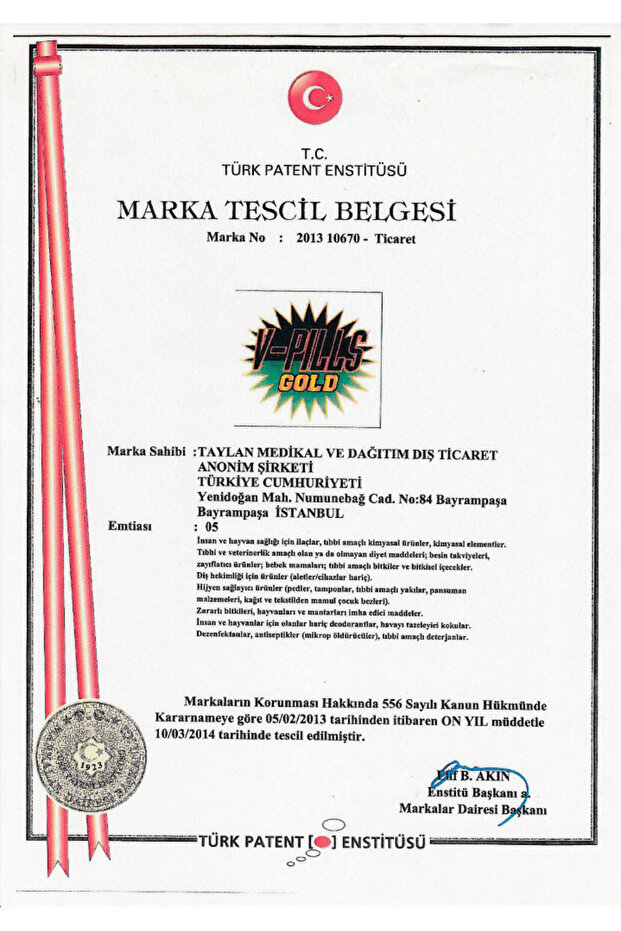 T.C.
TÜRK PATENT ENSTİTÜSÜ
MARKA TESCİL BELGESİ
Marka No : 2013 10670 - Ticaret
V-PILLS
GOLD
Marka Sahibi : TAYLAN MEDİKAL VE DAĞITIM DIŞ TİCARET
ANONİM ŞİRKETİ
TÜRKİYE CUMHURİYETİ
Yenidoğan Mah. Numunebağ Cad. No:84 Bayrampaşa
Bayrampaşa İSTANBUL
Emtiası : 05
İnsan ve hayvan sağlığı için ilaçlar, tıbbi amaçlı kimyasal ürünler, kimyasal elementler.
Tıbbi ve veterinerlik amaçlı olan ya da olmayan diyet maddeleri; besin takviyeleri,
zayıflatıcı ürünler; bebek mamaları; tıbbi amaçlı bitkiler ve bitkisel içecekler.
Diş hekimliği için ürünler (aletler/cihazlar hariç).
Hijyen sağlayıcı ürünler (pedler, tamponlar, tıbbi amaçlı yakılar, pansuman
malzemeleri, kağıt ve tekstilden mamul çocuk bezleri).
Zararlı bitkileri, hayvanları ve mantarları imha edici maddeler.
İnsan ve hayvanlar için olanlar hariç deodorantlar, havayı tazeleyici kokular.
Dezenfektanlar, antiseptikler (mikrop öldürücüler), tıbbi amaçlı deterjanlar.
Markaların Korunması Hakkında 556 Sayılı Kanun Hükmünde
Kararnameye göre 05/02/2013 tarihinden itibaren ON YIL müddetle
10/03/2014 tarihinde tescil edilmiştir.
1923
Elif B. AKIN
Enstitü Başkanı a.
Markalar Dairesi Başkanı
TÜRK PATENT [ ] ENSTİTÜSÜ